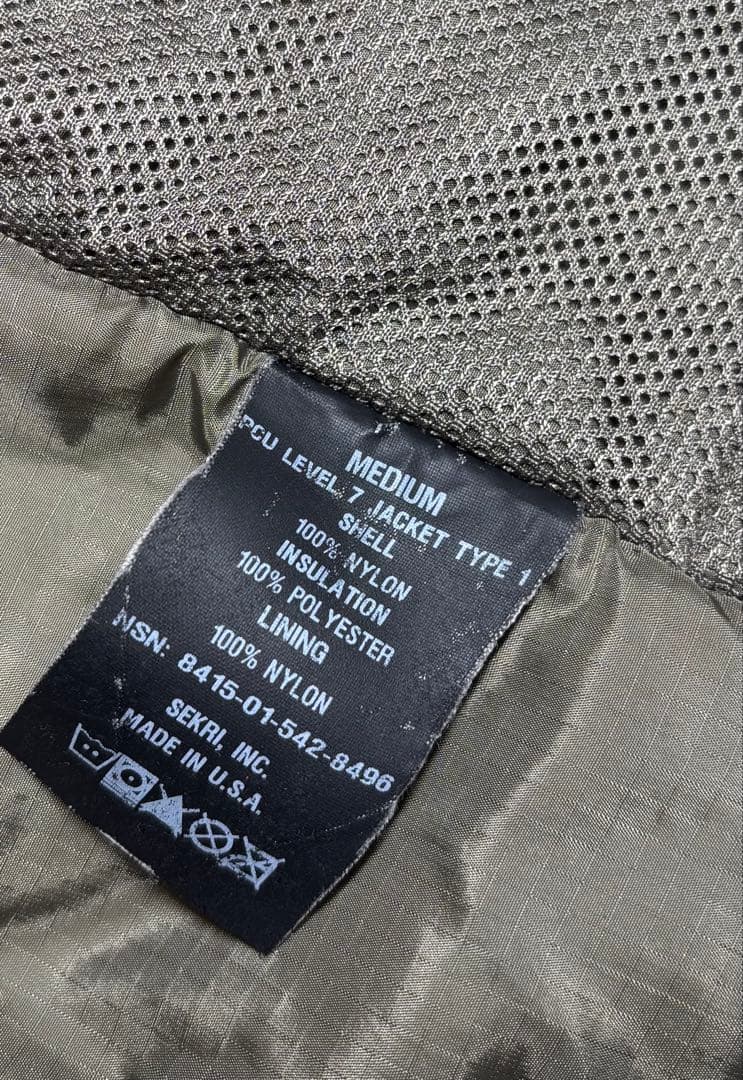 MEDIUM
PCU LEVEL 7 JACKET TYPE 1
SHELL
100% NYLON
INSULATION
100% POLYESTER
LINING
100% NYLON
NSN: 8415-01-542-8496
SEKRI, INC.
MADE IN U.S.A.